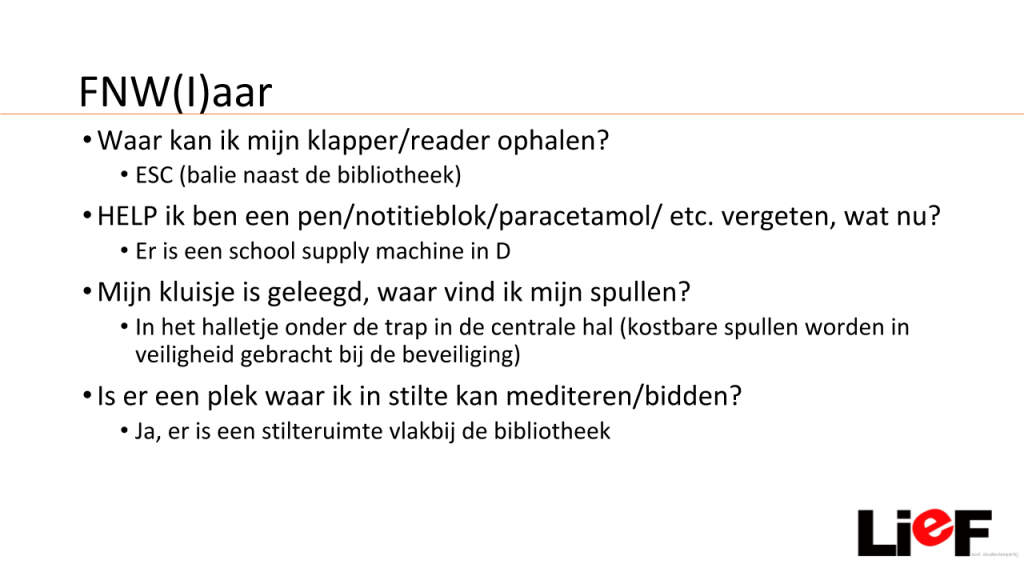 FNW(I)aar
• Waar kan ik mijn klapper/reader ophalen?
• ESC (balie naast de bibliotheek)
• HELP ik ben een pen/notitieblok/paracetamol/ etc. vergeten, wat nu?
• Er is een school supply machine in D
• Mijn kluisje is geleegd, waar vind ik mijn spullen?
• In het halletje onder de trap in de centrale hal (kostbare spullen worden in
veiligheid gebracht bij de beveiliging)
• Is er een plek waar ik in stilte kan mediteren/bidden?
• Ja, er is een stilteruimte vlakbij de bibliotheek
LieF